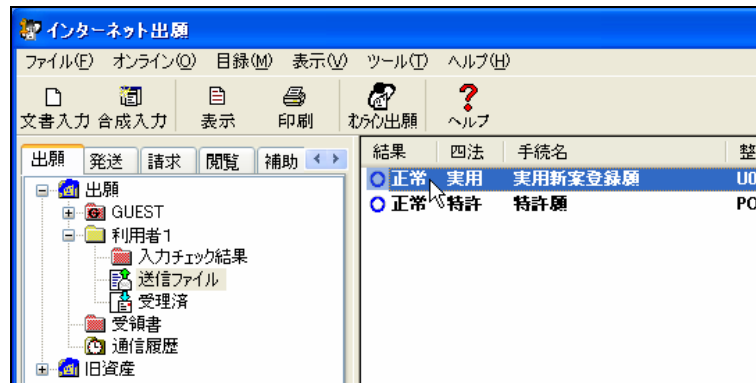 インターネット出願
ファイル(F) オンライン(O) 目録(M) 表示(V) ツール(T) ヘルプ(H)
文書入力 合成入力 表示 印刷 オンライン出願 ヘルプ
出願 発送 請求 閲覧 補助
結果 四法 手続名 整
正常 実用 実用新案登録願 U0
正常 特許 特許願 PO
出願
GUEST
利用者1
入力チェック結果
送信ファイル
受理済
受領書
通信履歴
旧資産